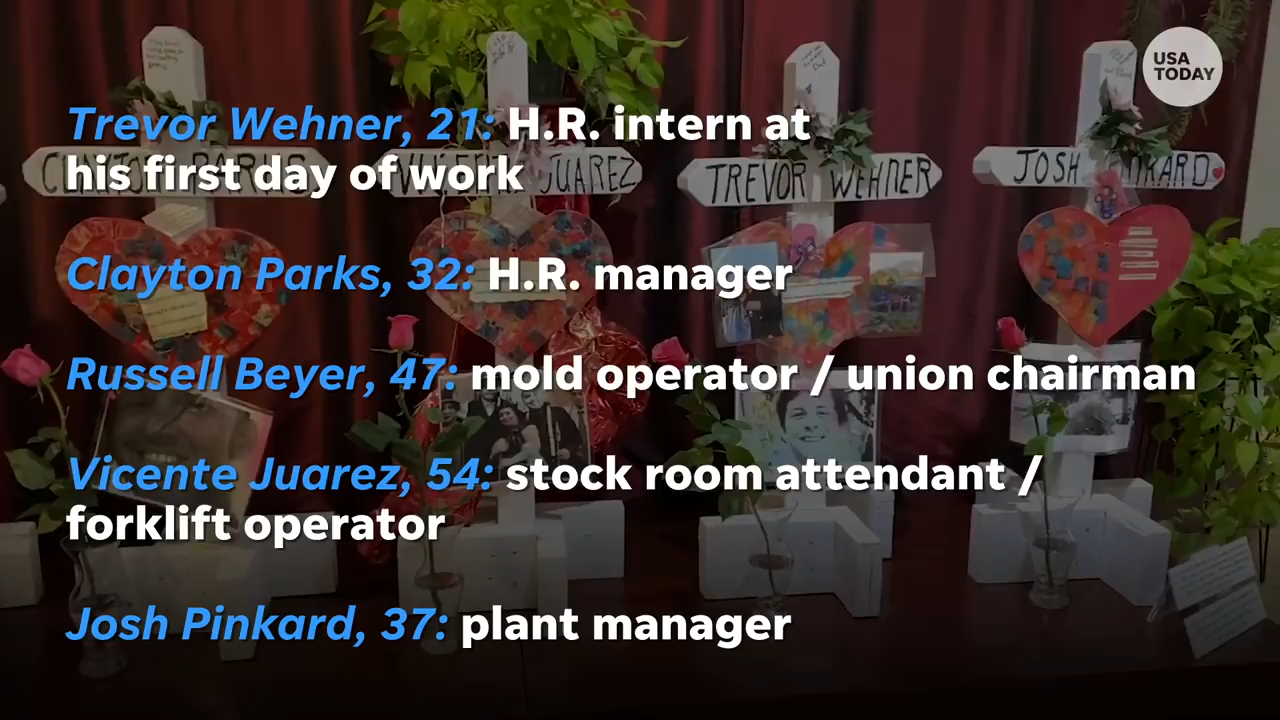 USA
TODAY
Trevor Wehner, 21: H.R. intern at
his first day of work
TREVOR WEHNER
JOSH PINKARD
JUAREZ
Clayton Parks, 32: H.R. manager
Russell Beyer, 47: mold operator / union chairman
Vicente Juarez, 54: stock room attendant /
forklift operator
Josh Pinkard, 37: plant manager